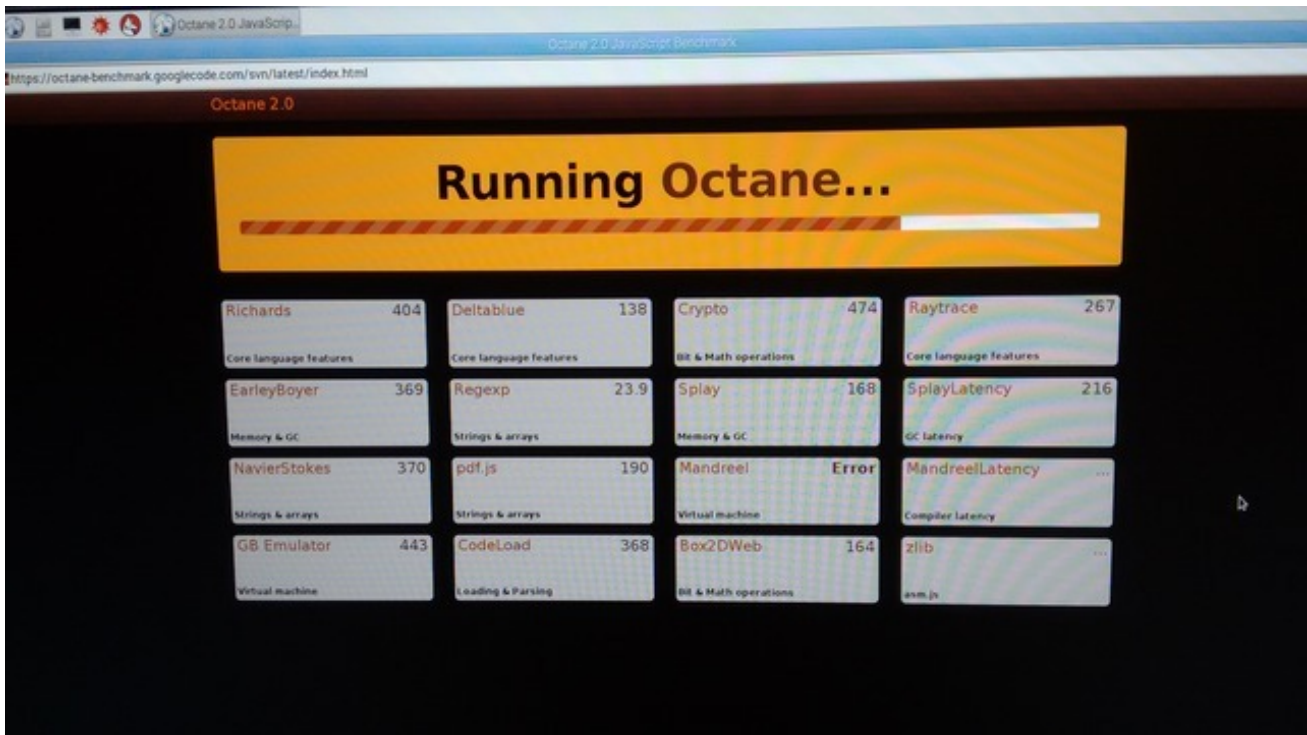 Octane 2.0 JavaScrip...
Octane 2.0 JavaScript Benchmark
https://octane-benchmark.googlecode.com/svn/latest/index.html
Octane 2.0
Running Octane...
Richards 404 Deltablue 138 Crypto 474 Raytrace 267
Core language features Core language features Bit & Math operations Core language features
EarleyBoyer 369 Regexp 23.9 Splay 168 SplayLatency 216
Memory & GC Strings & arrays Memory & GC GC latency
NavierStokes 370 pdf.js 190 Mandreel Error MandreelLatency ...
Strings & arrays Strings & arrays Virtual machine Compiler latency
GB Emulator 443 CodeLoad 368 Box2DWeb 164 zlib ...
Virtual machine Loading & Parsing Bit & Math operations asm.js